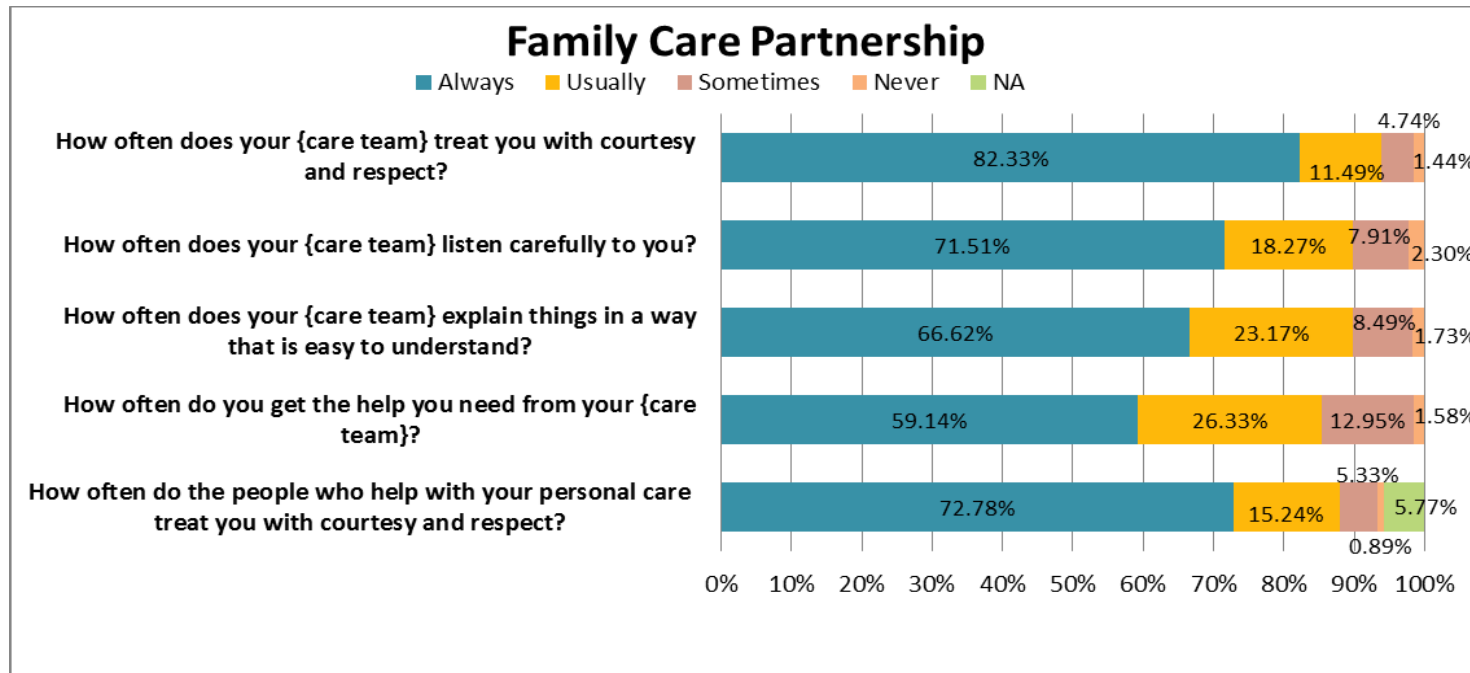 Family Care Partnership
Always Usually Sometimes Never NA
How often does your {care team} treat you with courtesy
and respect?
82.33% 11.49% 4.74% 1.44%
How often does your {care team} listen carefully to you?
71.51% 18.27% 7.91% 2.30%
How often does your {care team} explain things in a way
that is easy to understand?
66.62% 23.17% 8.49% 1.73%
How often do you get the help you need from your {care
team}?
59.14% 26.33% 12.95% 1.58%
How often do the people who help with your personal care
treat you with courtesy and respect?
72.78% 15.24% 5.33% 0.89% 5.77%
0% 10% 20% 30% 40% 50% 60% 70% 80% 90% 100%